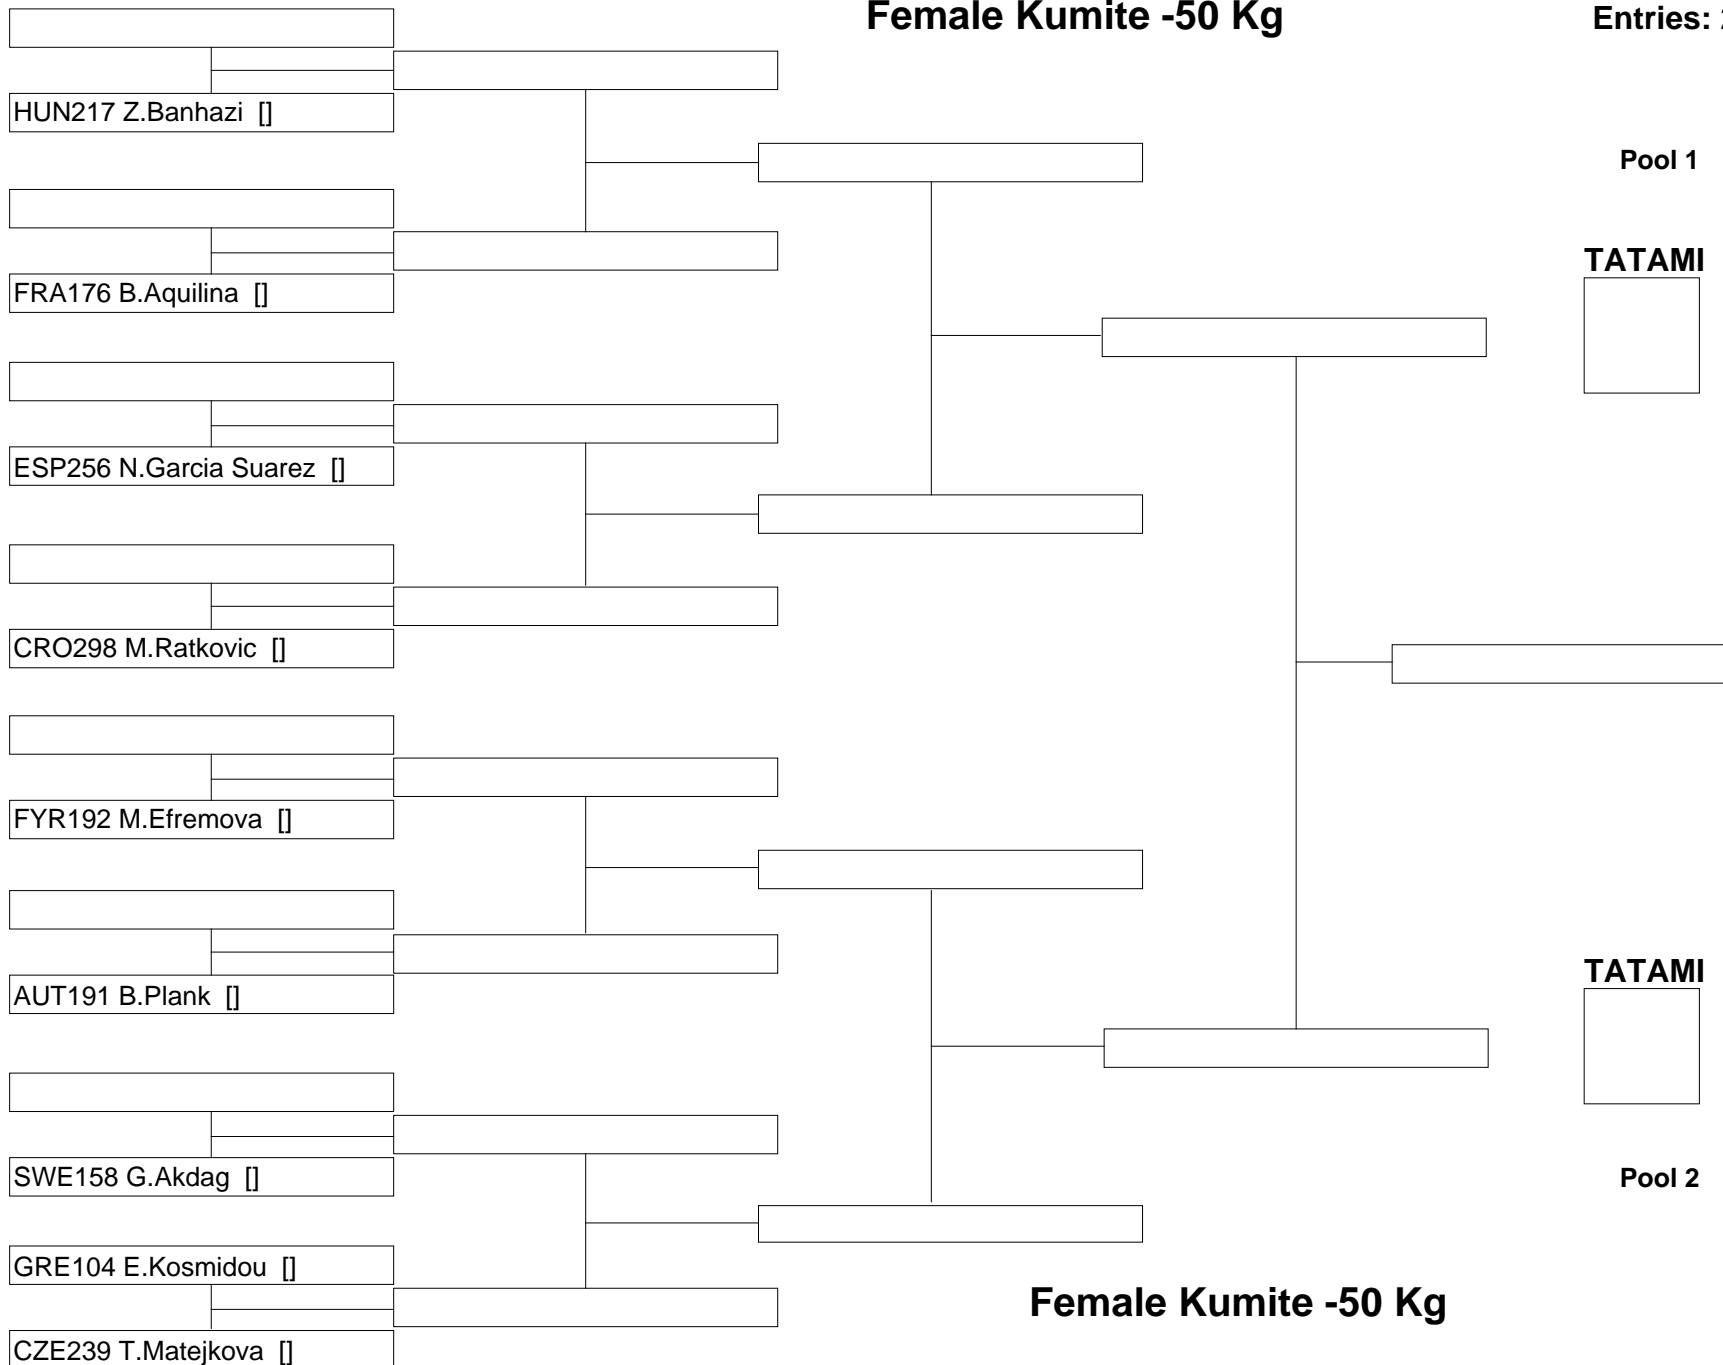 Female Kumite -50 Kg
Entries:
HUN217 Z.Banhazi []
Pool 1
FRA176 B.Aquilina []
TATAMI
ESP256 N.Garcia Suarez []
CRO298 M.Ratkovic []
FYR192 M.Efremova []
AUT191 B.Plank []
TATAMI
SWE158 G.Akdag []
Pool 2
GRE104 E.Kosmidou []
Female Kumite -50 Kg
CZE239 T.Matejkova []